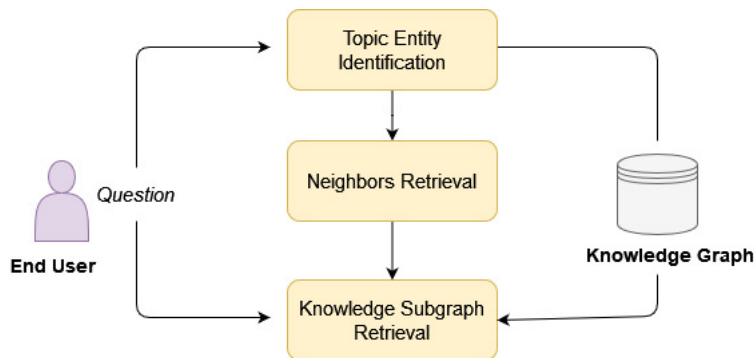 Topic Entity
Identification
Neighbors Retrieval
Question
End User
Knowledge Graph
Knowledge Subgraph
Retrieval